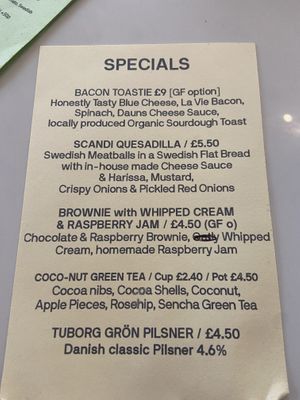 Swedish
SPECIALS
BACON TOASTIE £9 [GF option]
Honestly Tasty Blue Cheese, La Vie Bacon,
Spinach, Dauns Cheese Sauce,
locally produced Organic Sourdough Toast
SCANDI QUESADILLA / £5.50
Swedish Meatballs in a Swedish Flat Bread
with in-house made Cheese Sauce
& Harissa, Mustard,
Crispy Onions & Pickled Red Onions
BROWNIE with WHIPPED CREAM
& RASPBERRY JAM / £4.50 (GF o)
Chocolate & Raspberry Brownie, Whipped
Cream, homemade Raspberry Jam
COCO-NUT GREEN TEA / Cup £2.40 / Pot £4.50
Cocoa nibs, Cocoa Shells, Coconut,
Apple Pieces, Rosehip, Sencha Green Tea
TUBORG GRÖN PILSNER / £4.50
Danish classic Pilsner 4.6%